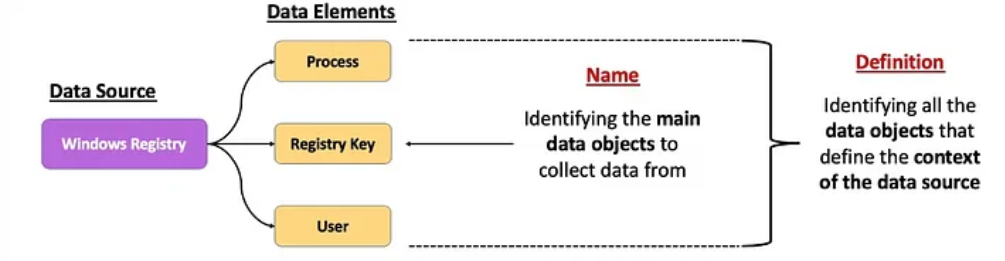 Data Elements
Process
Data Source
Windows Registry
Registry Key
User
Name
Identifying the main
data objects to
collect data from
Definition
Identifying all the
data objects that
define the context
of the data source